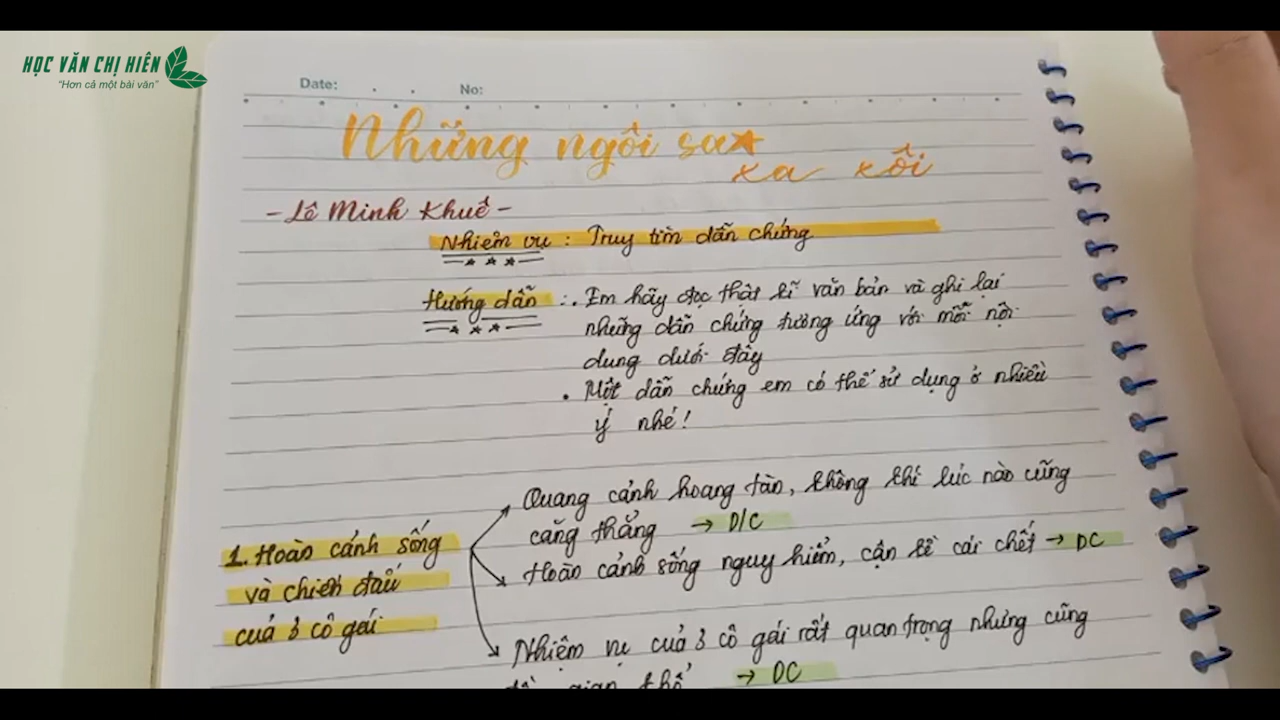 HỌC VĂN CHỊ HIÊN
"Hơn cả một bài văn"
Date: . . No:
Những ngôi sao
xa xôi
- Lê Minh Khuê -
Nhiệm vụ : Truy tìm dẫn chứng
Hướng dẫn : . Em hãy đọc thật kĩ văn bản và ghi lại
những dẫn chứng tương ứng với mỗi nội
dung dưới đây
. Một dẫn chứng em có thể sử dụng ở nhiều
ý nhé!
Quang cảnh hoang tàn, không khí lúc nào cũng
căng thẳng → D/C
1. Hoàn cảnh sống
và chiến đấu
của 3 cô gái
Hoàn cảnh sống nguy hiểm, cận kề cái chết → DC
Nhiệm vụ của 3 cô gái rất quan trọng nhưng cũng
gian khổ → DC